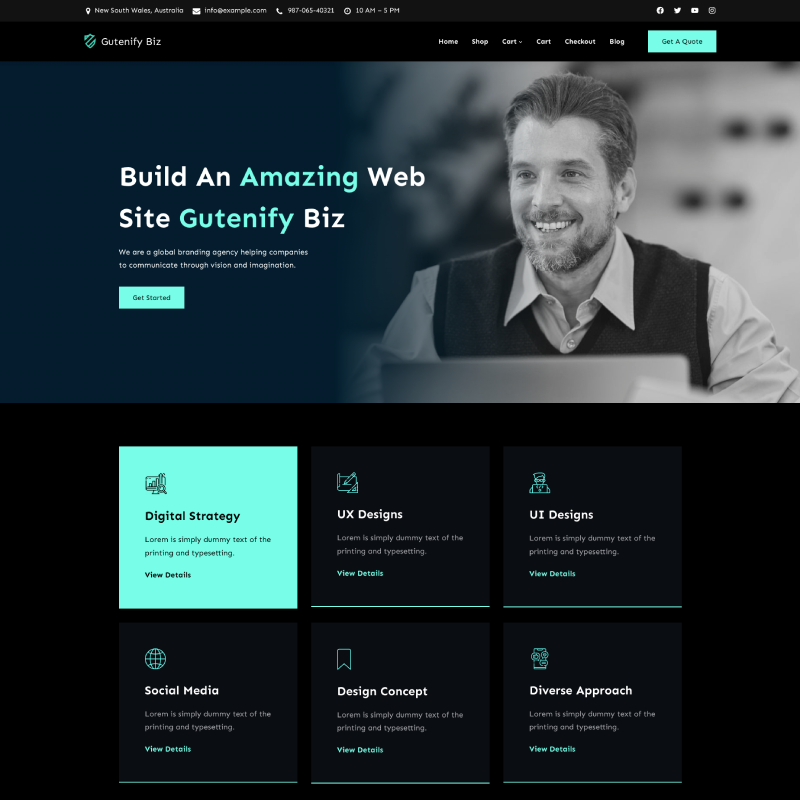 New South Wales, Australia info@example.com 987-065-40321 10 AM – 5 PM
Gutenify Biz
Home Shop Cart Cart Checkout Blog Get A Quote
Build An Amazing Web
Site Gutenify Biz
We are a global branding agency helping companies
to communicate through vision and imagination.
Get Started
Digital Strategy
Lorem is simply dummy text of the
printing and typesetting.
View Details
UX Designs
Lorem is simply dummy text of the
printing and typesetting.
View Details
UI Designs
Lorem is simply dummy text of the
printing and typesetting.
View Details
Social Media
Lorem is simply dummy text of the
printing and typesetting.
View Details
Design Concept
Lorem is simply dummy text of the
printing and typesetting.
View Details
Diverse Approach
Lorem is simply dummy text of the
printing and typesetting.
View Details